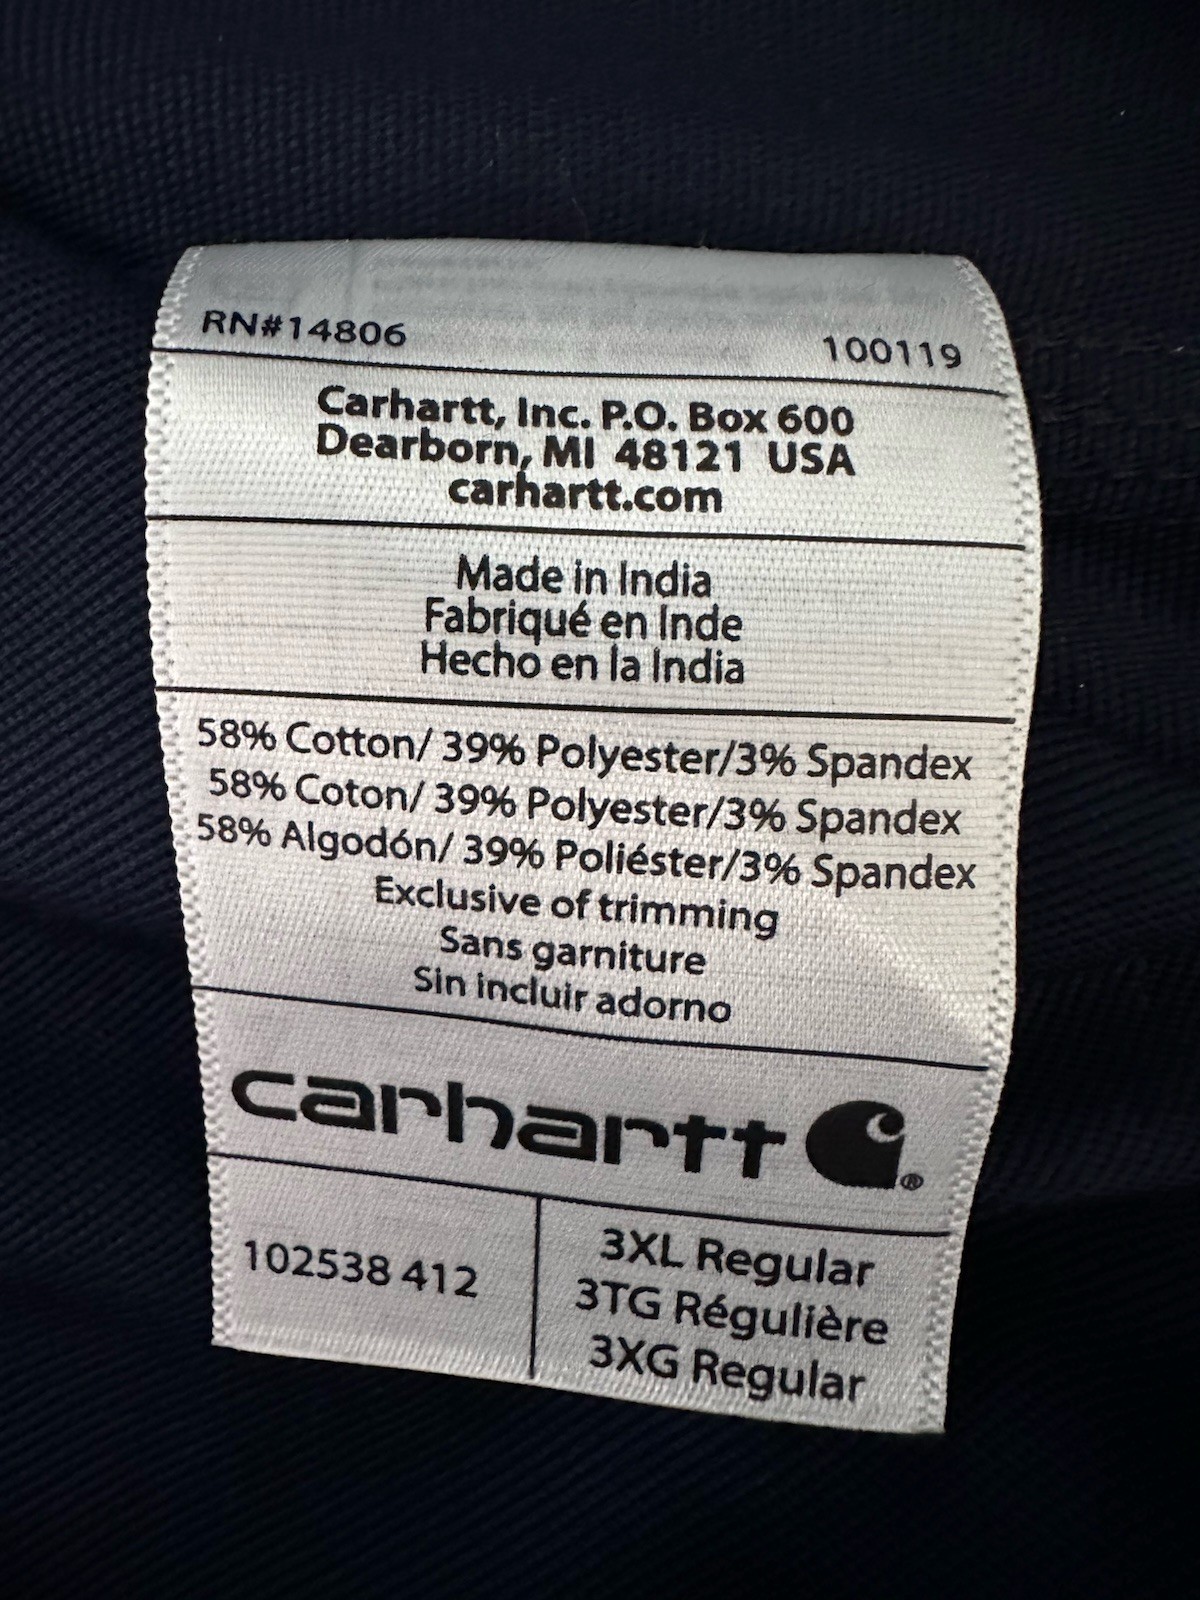 RN#14806 100119
Carhartt, Inc. P.O. Box 600
Dearborn, MI 48121 USA
carhartt.com
Made in India
Fabriqué en Inde
Hecho en la India
58% Cotton/ 39% Polyester/3% Spandex
58% Coton/ 39% Polyester/3% Spandex
58% Algodón/ 39% Poliéster/3% Spandex
Exclusive of trimming
Sans garniture
Sin incluir adorno
carhartt ®
102538 412
3XL Regular
3TG Régulière
3XG Regular